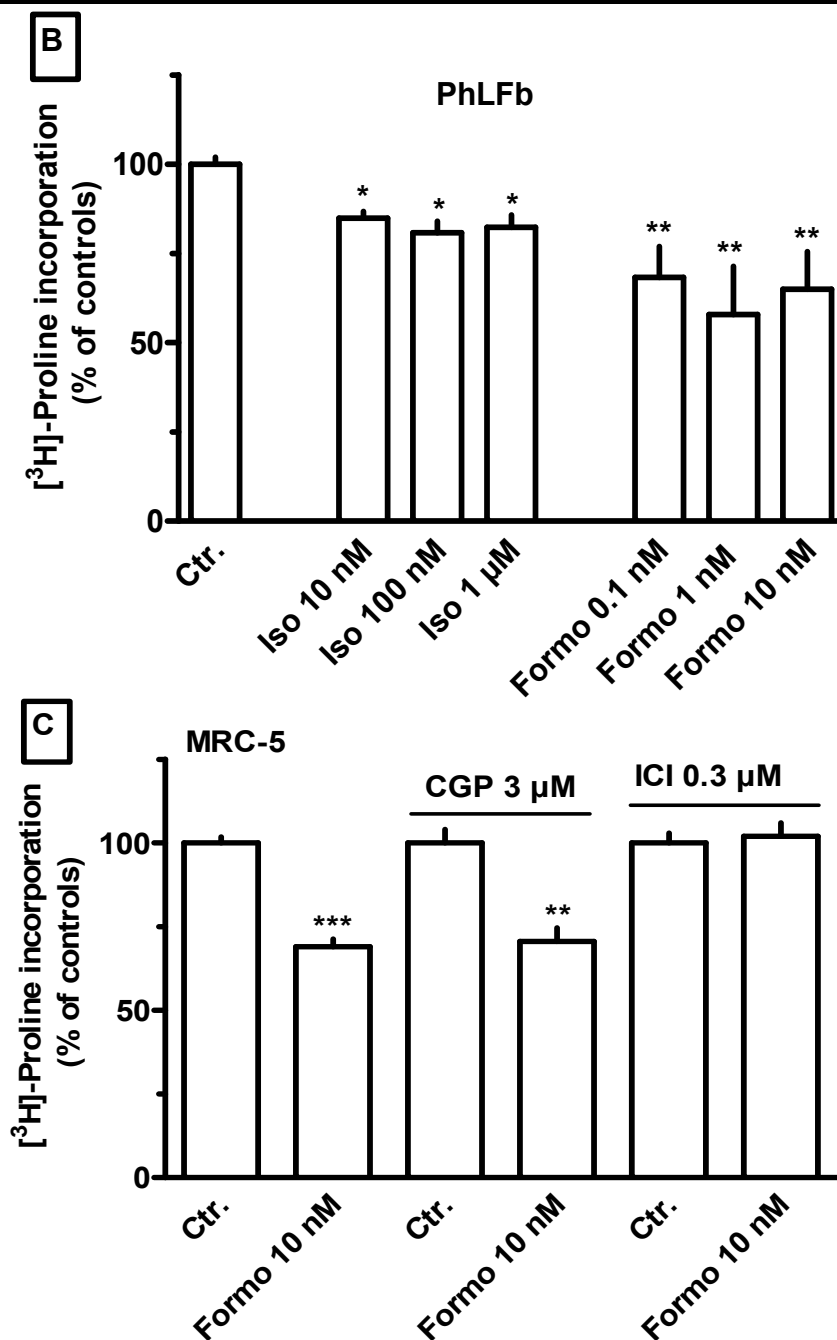 B
PhLFb
[³H]-Proline incorporation
(% of controls)
100
50
0
* * * ** ** **
Ctr.
Iso 10 nM
Iso 100 nM
Iso 1 µM
Formo 0.1 nM
Formo 1 nM
Formo 10 nM
C
MRC-5
CGP 3 µM
ICI 0.3 µM
[³H]-Proline incorporation
(% of controls)
100
50
0
*** **
Ctr.
Formo 10 nM
Ctr.
Formo 10 nM
Ctr.
Formo 10 nM